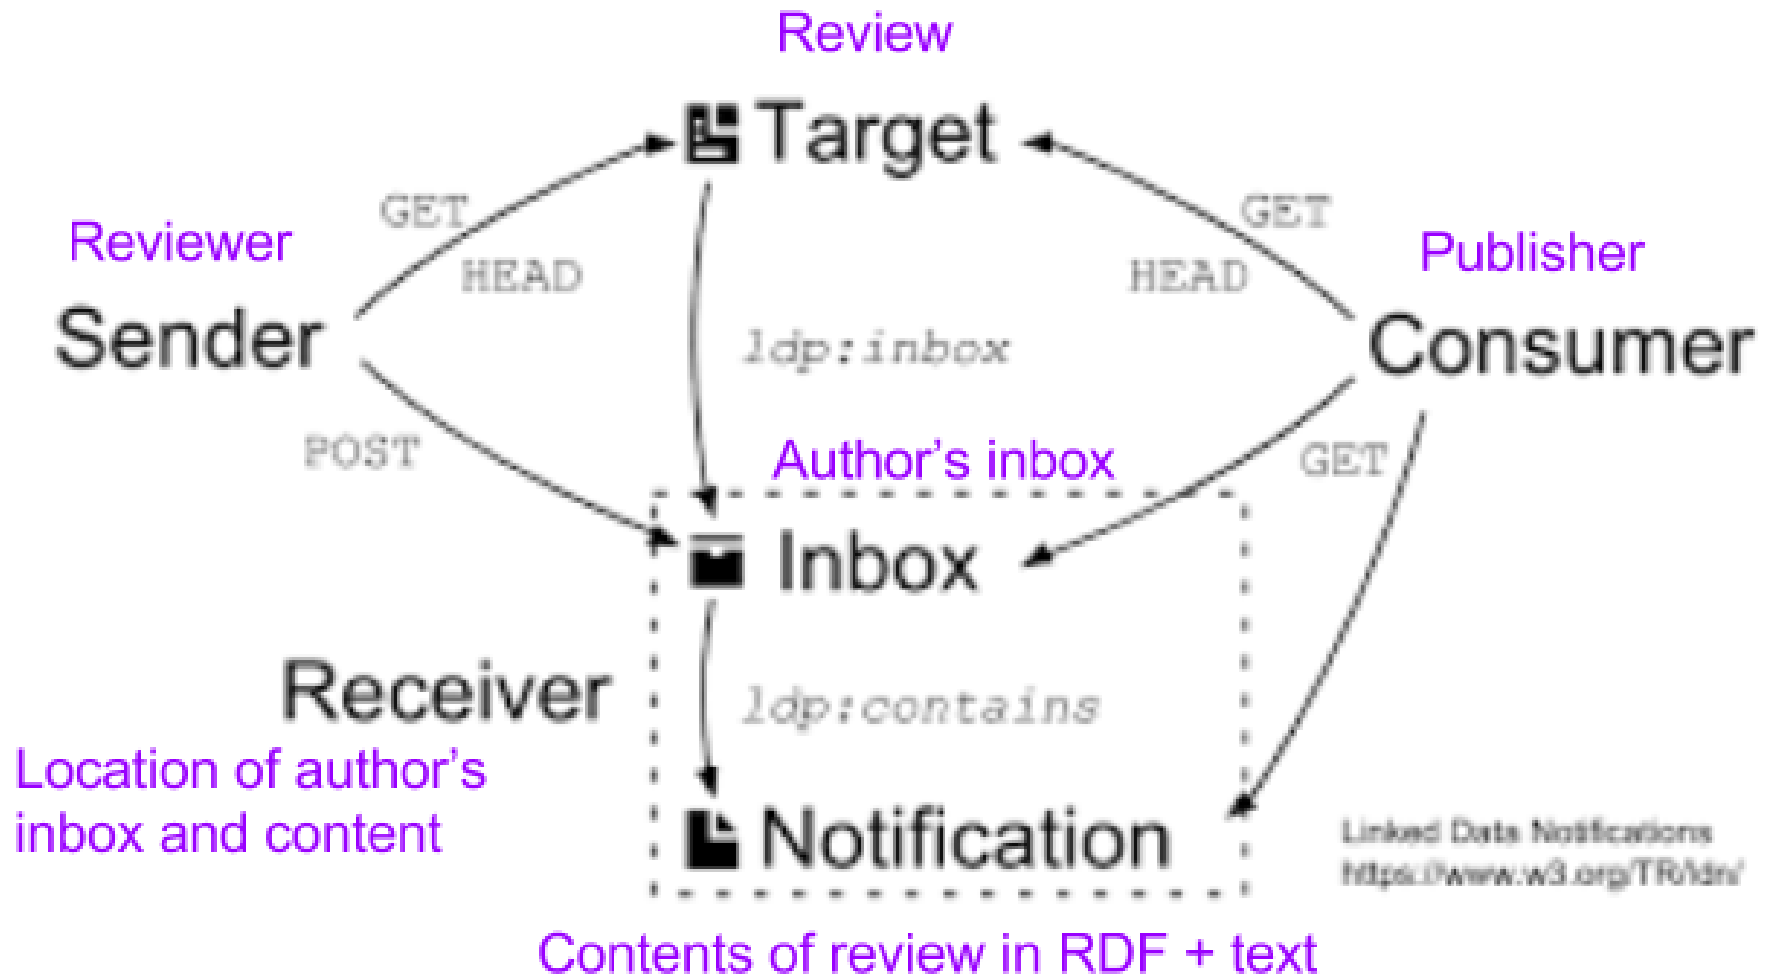 Review
Target
GET
GET
Reviewer
Publisher
HEAD
HEAD
Sender
ldp:inbox
Consumer
POST
Author's inbox
GET
Inbox
Receiver
ldp:contains
Location of author's
inbox and content
Notification
Linked Data Notifications
https://www.w3.org/TR/ldn/
Contents of review in RDF + text